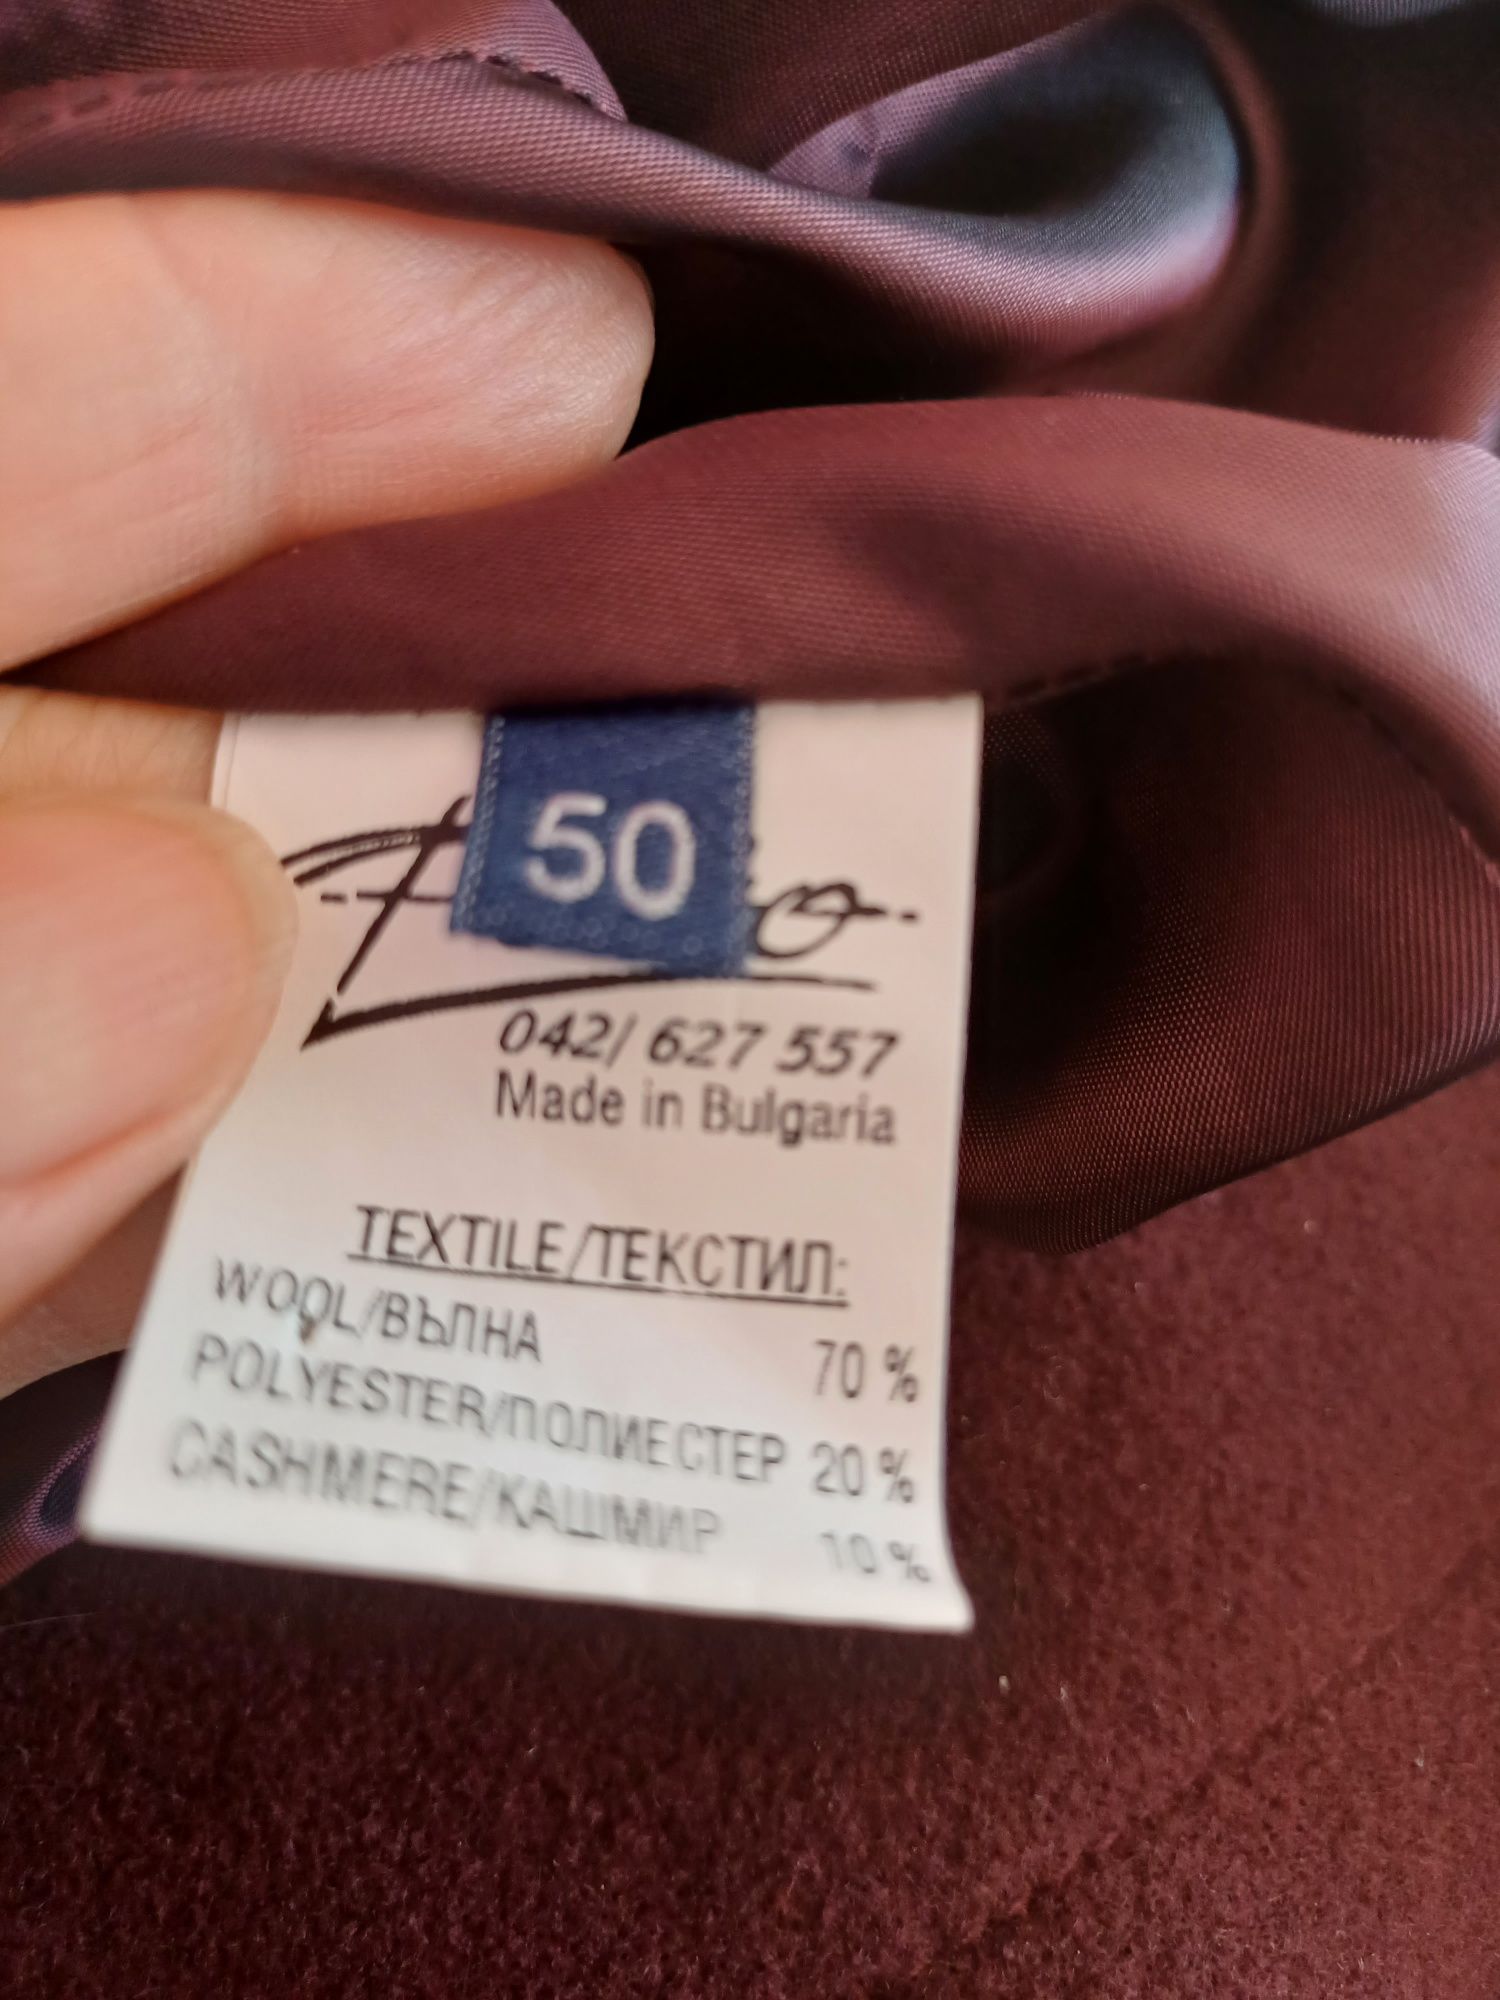 50
042/ 627 557
Made in Bulgaria
TEXTILE/ТЕКСТИЛ:
WOOL/ВЪЛНА 70 %
POLYESTER/ПОЛИЕСТЕР 20 %
CASHMERE/КАШМИР 10 %